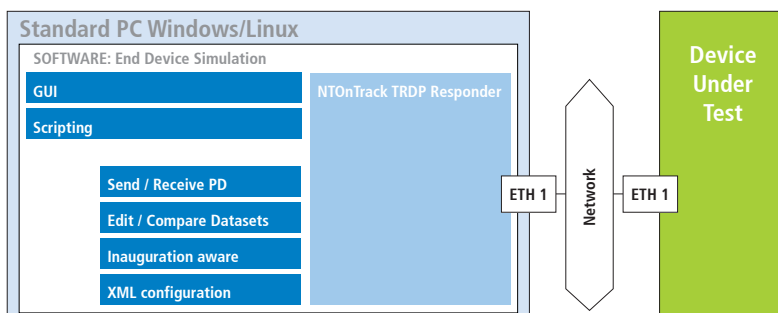 Standard PC Windows/Linux
SOFTWARE: End Device Simulation
GUI
NTOnTrack TRDP Responder
Scripting
Send / Receive PD
Edit / Compare Datasets
Inauguration aware
XML configuration
ETH 1
Network
ETH 1
Device
Under
Test